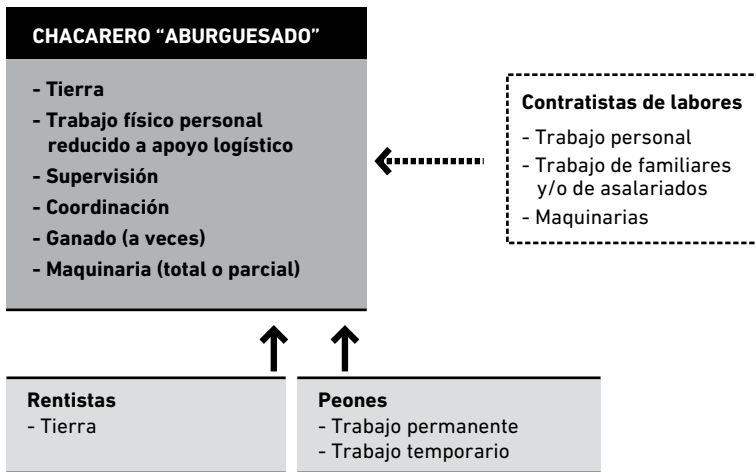 CHACARERO “ABURGUESADO”
- Tierra
- Trabajo físico personal
reducido a apoyo logístico
- Supervisión
- Coordinación
- Ganado (a veces)
- Maquinaria (total o parcial)
Contratistas de labores
- Trabajo personal
- Trabajo de familiares
y/o de asalariados
- Maquinarias
Rentistas
- Tierra
Peones
- Trabajo permanente
- Trabajo temporario